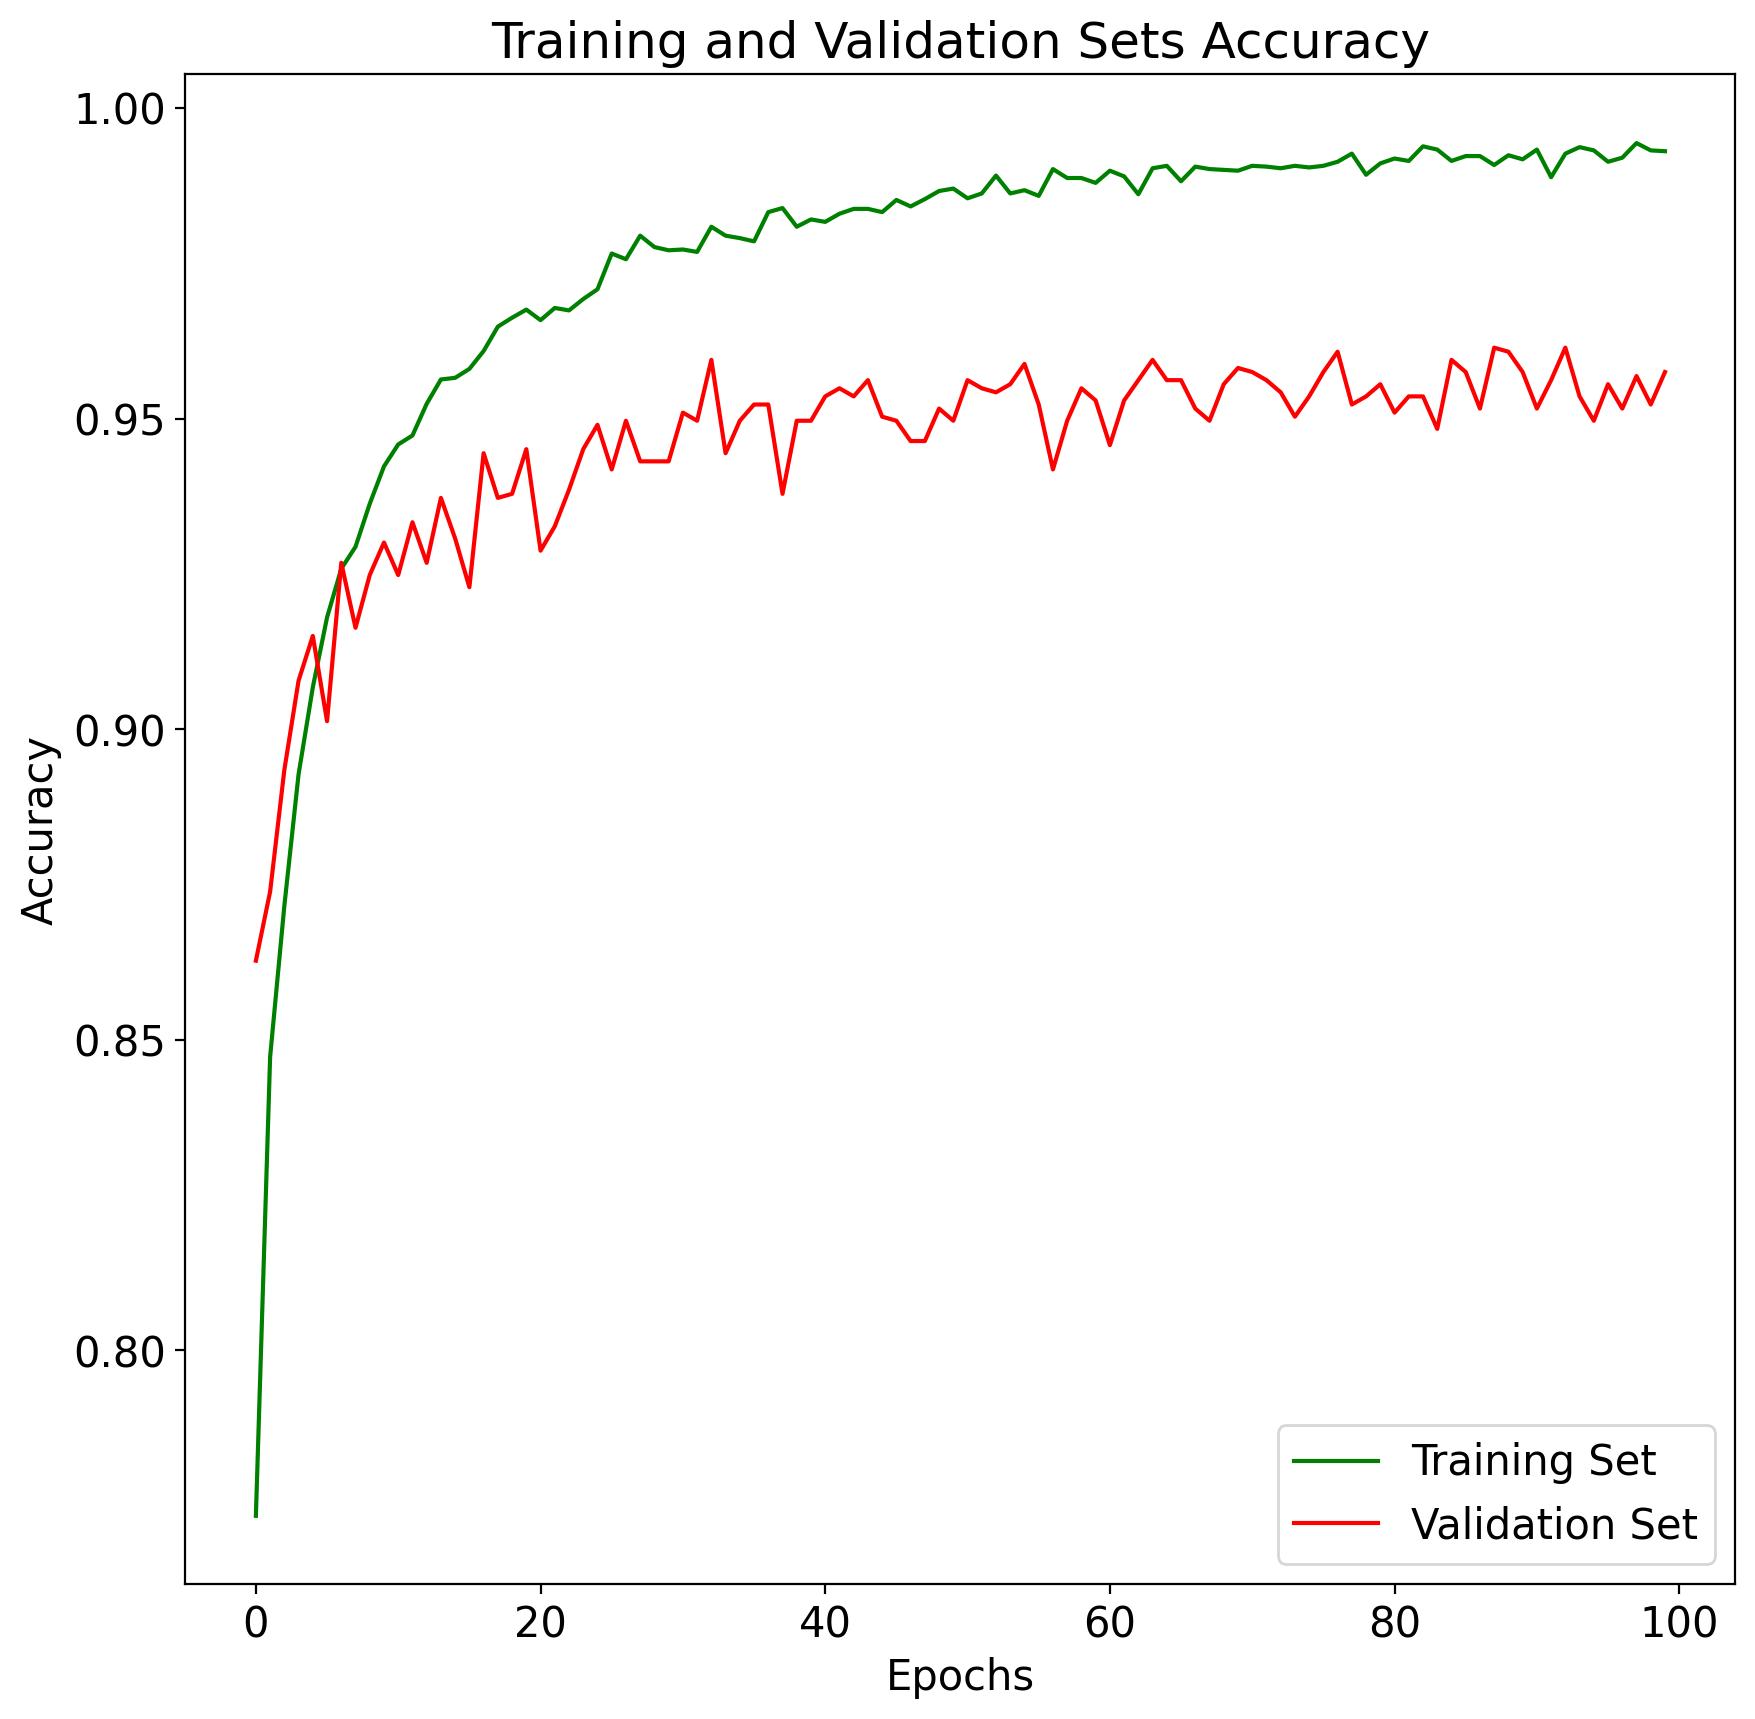 Training and Validation Sets Accuracy
1.00
0.95
0.90
0.85
0.80
Accuracy
0 20 40 60 80 100
Epochs
Training Set
Validation Set